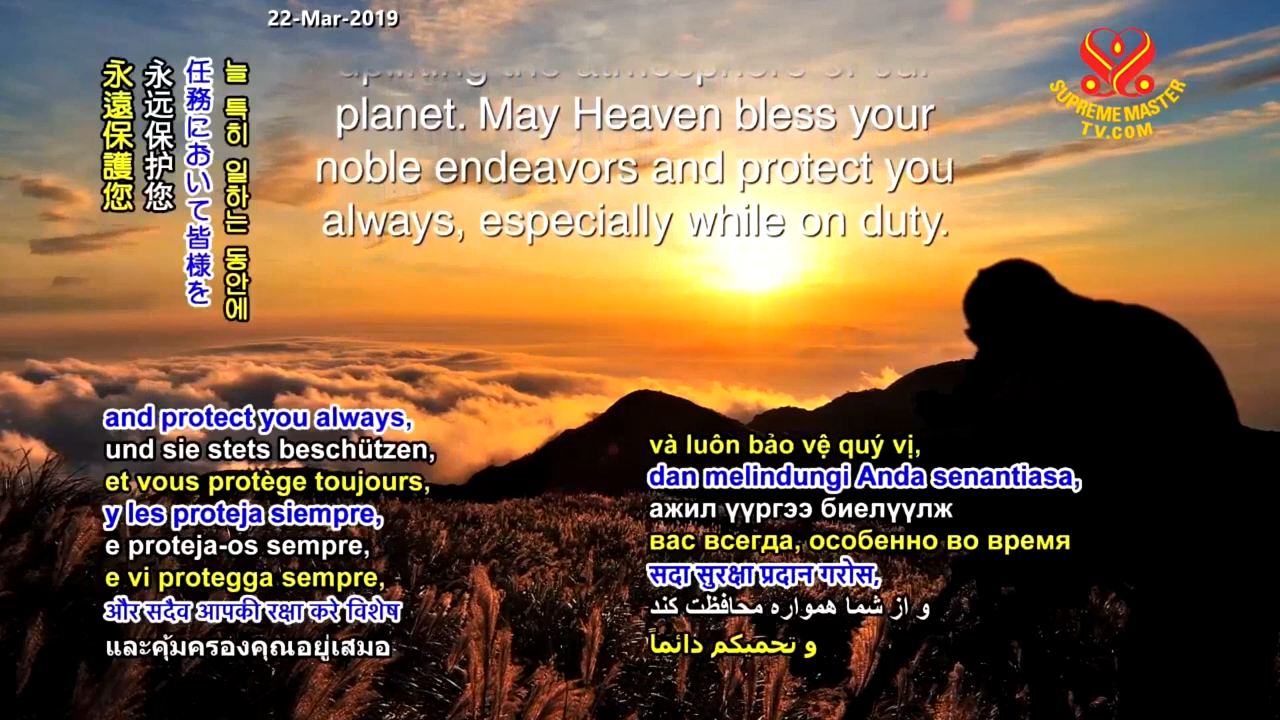 22-Mar-2019
SUPREME MASTER
TV.COM
uplifting the atmosphere of our
planet. May Heaven bless your
noble endeavors and protect you
always, especially while on duty.
永遠保護您
永远保护您
任務において皆様を
늘 특히 일하는 동안에
and protect you always,
und sie stets beschützen,
et vous protège toujours,
y les proteja siempre,
e proteja-os sempre,
e vi protegga sempre,
और सदैव आपकी रक्षा करे विशेष
และคุ้มครองคุณอยู่เสมอ
và luôn bảo vệ quý vị,
dan melindungi Anda senantiasa,
ажил үүргээ биелүүлж
вас всегда, особенно во время
सदा सुरक्षा प्रदान गरोस,
و از شما همواره محافظت کند
و تحميكم دائماً